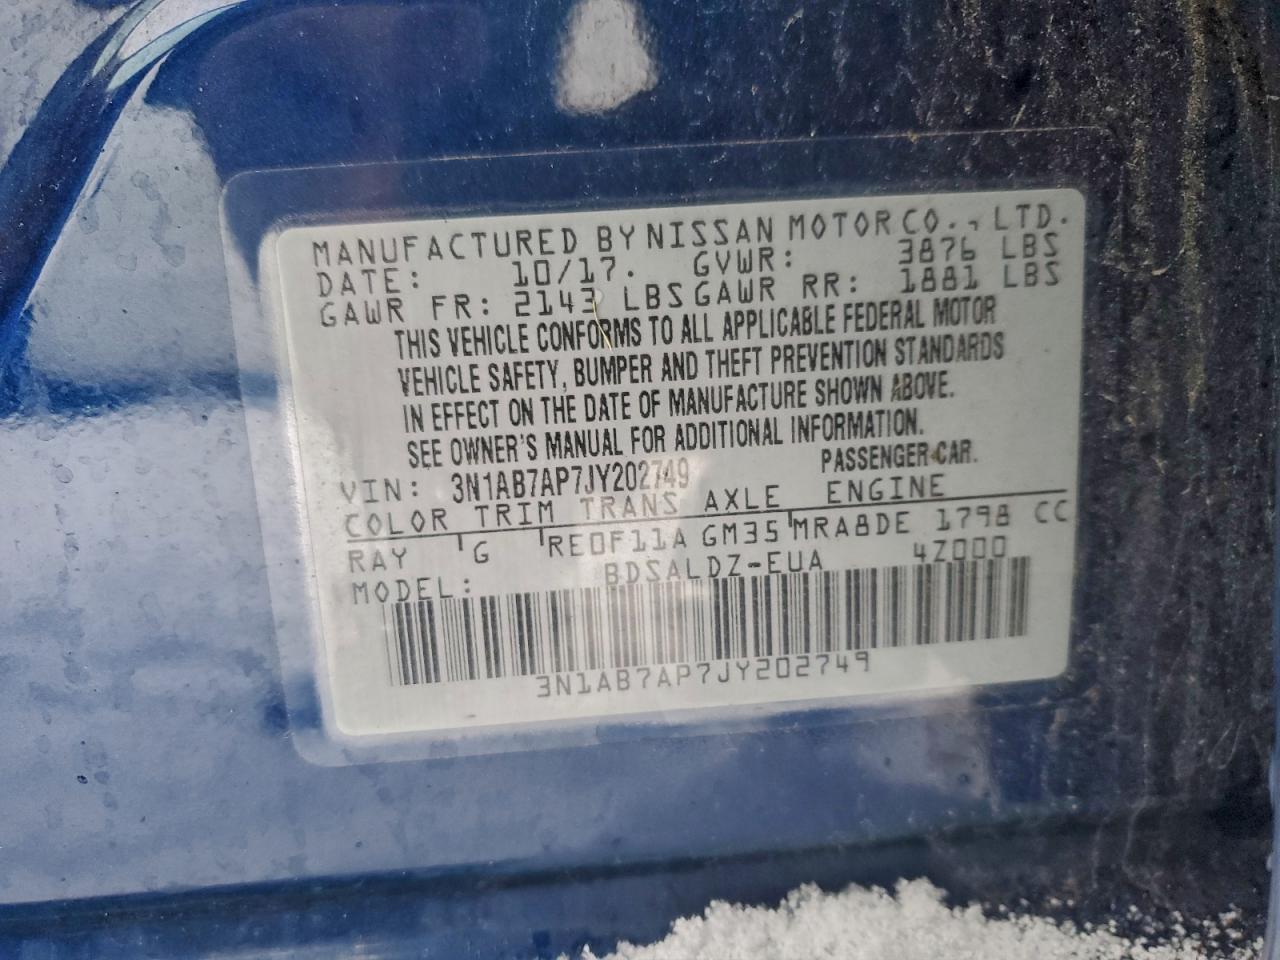 MANUFACTURED BY NISSAN MOTOR CO., LTD.
DATE: 10/17. GVWR: 3876 LBS
GAWR FR: 2143 LBS GAWR RR: 1881 LBS
THIS VEHICLE CONFORMS TO ALL APPLICABLE FEDERAL MOTOR
VEHICLE SAFETY, BUMPER AND THEFT PREVENTION STANDARDS
IN EFFECT ON THE DATE OF MANUFACTURE SHOWN ABOVE.
SEE OWNER'S MANUAL FOR ADDITIONAL INFORMATION.
VIN: 3N1AB7AP7JY202749 PASSENGER CAR.
COLOR TRIM TRANS AXLE ENGINE
RAY G RE0F11A GM35 MRA8DE 1798 CC
MODEL: BDSALDZ-EUA 4Z000
3N1AB7AP7JY202749